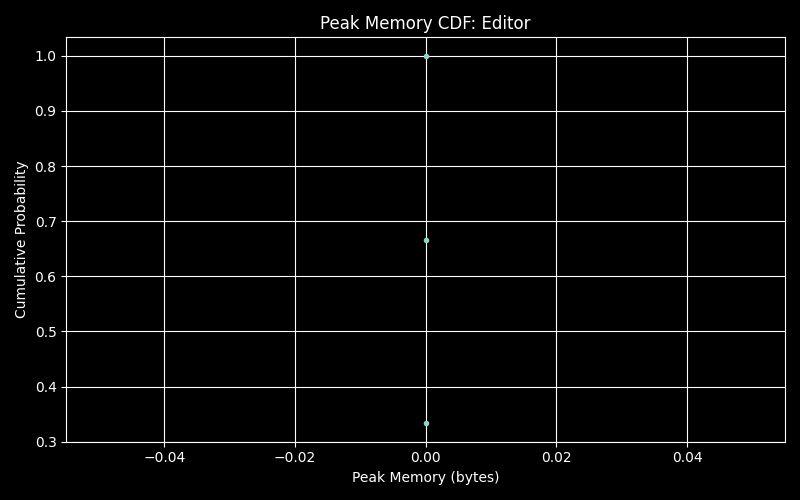 Peak Memory CDF: Editor
1.0
0.9
0.8
0.7
0.6
0.5
0.4
0.3
Cumulative Probability
−0.04 −0.02 0.00 0.02 0.04
Peak Memory (bytes)